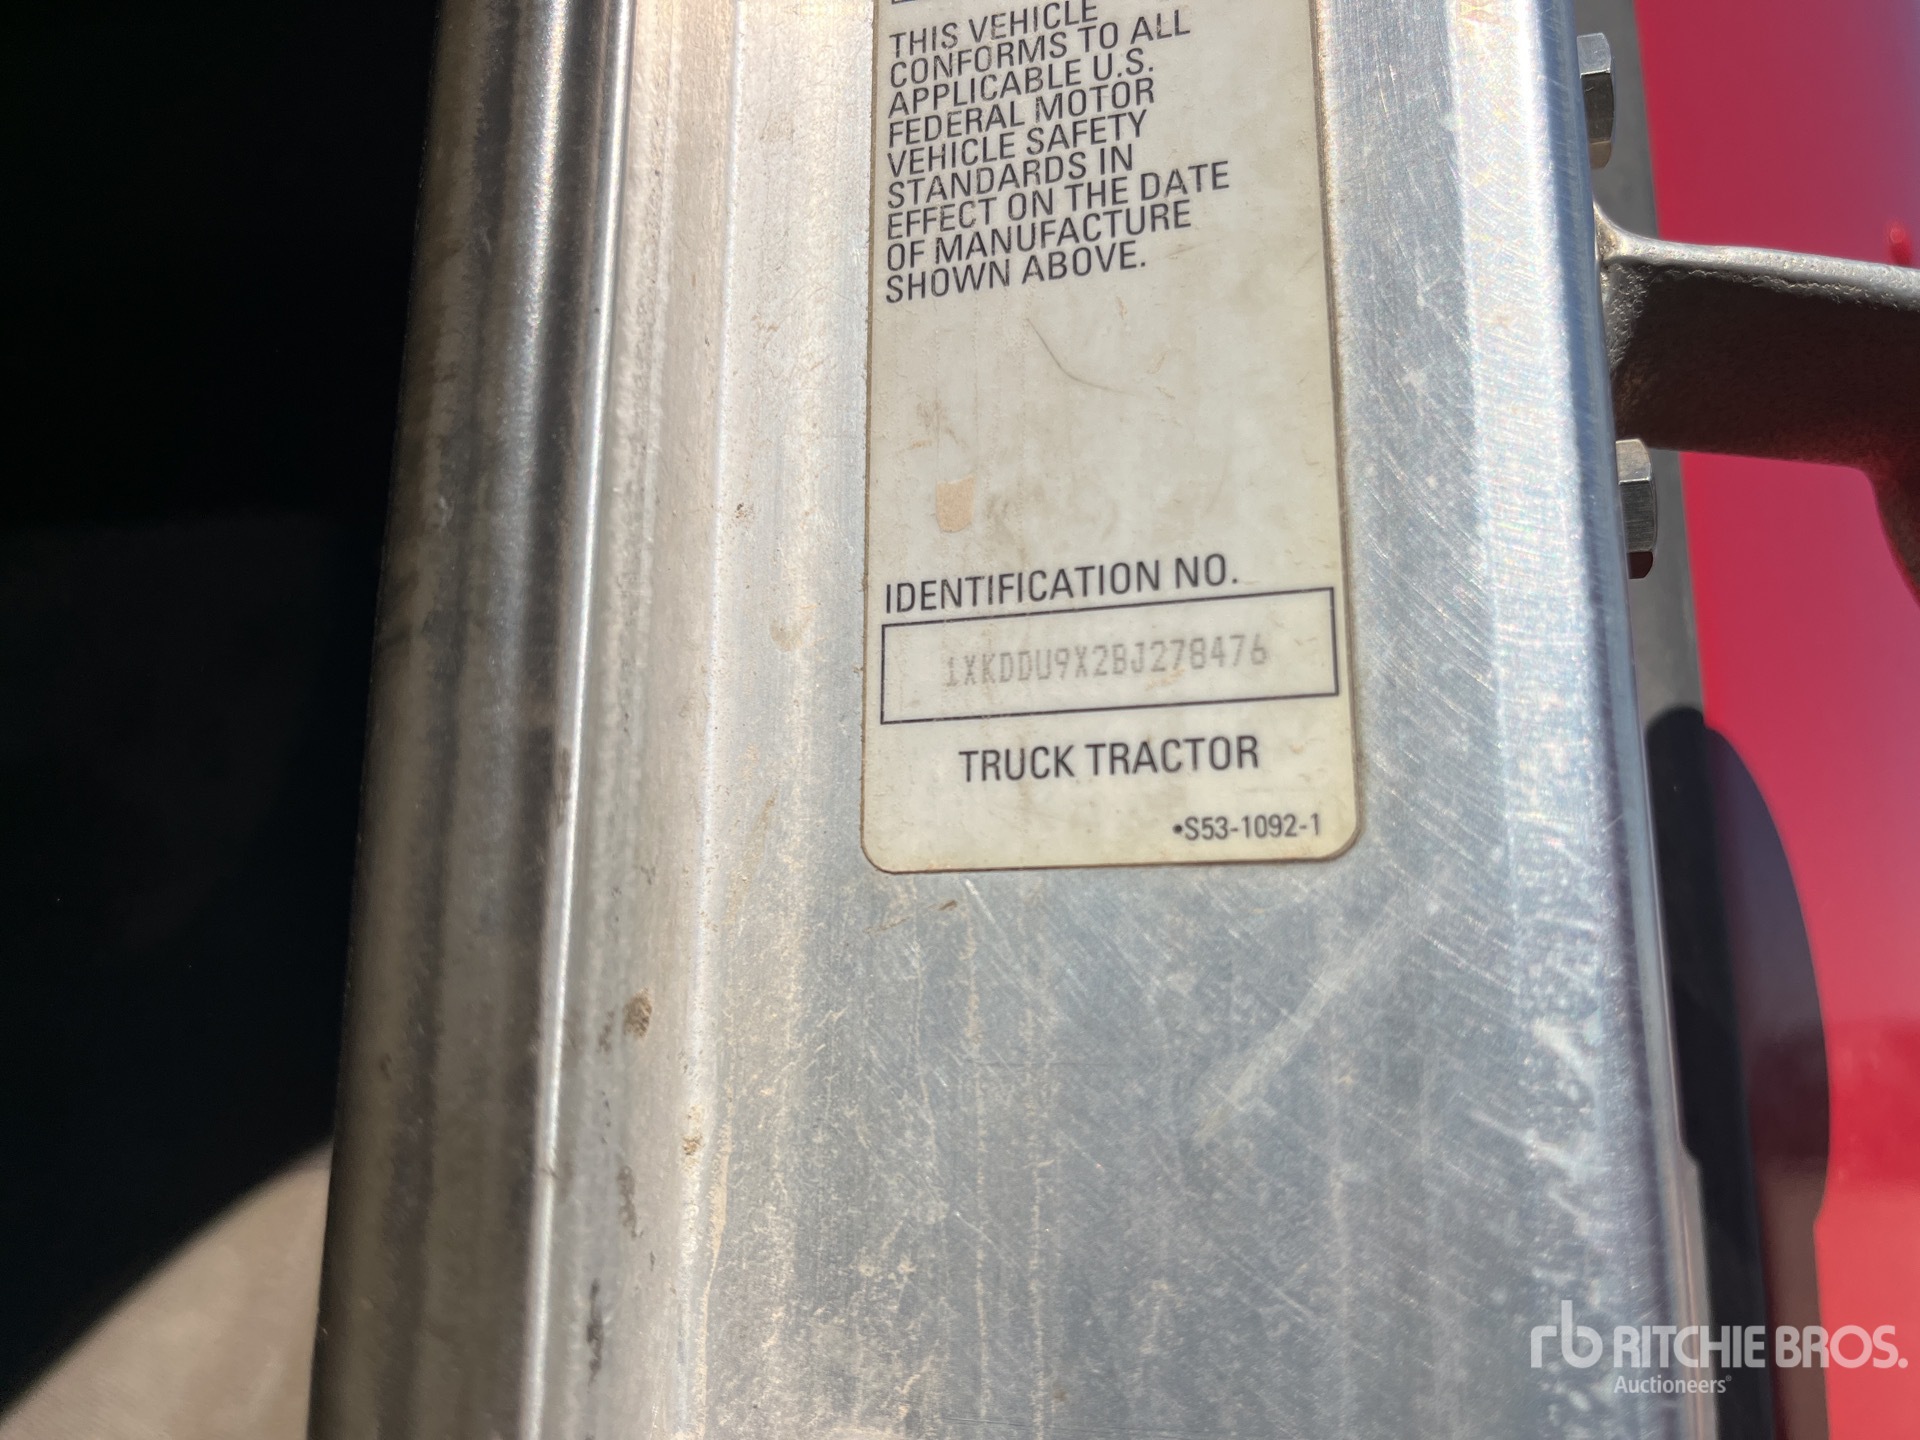 THIS VEHICLE
CONFORMS TO ALL
APPLICABLE U.S.
FEDERAL MOTOR
VEHICLE SAFETY
STANDARDS IN
EFFECT ON THE DATE
OF MANUFACTURE
SHOWN ABOVE.
IDENTIFICATION NO.
1XKDDU9X2BJ278476
TRUCK TRACTOR
•S53-1092-1
rb RITCHIE BROS.
Auctioneers®